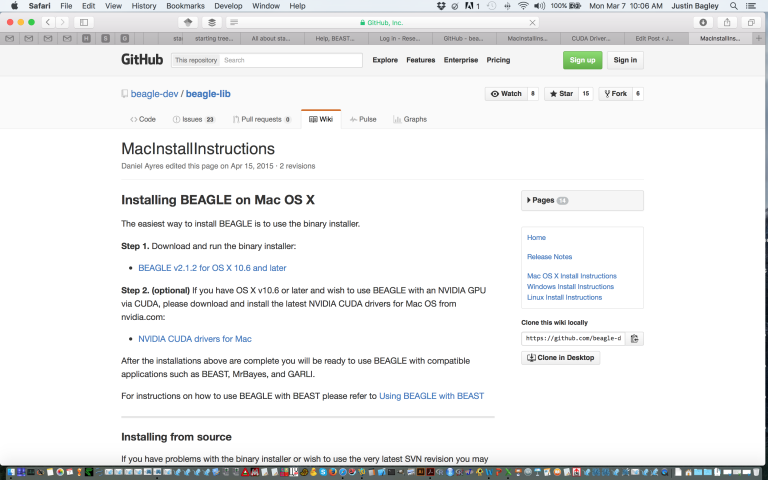 Safari File Edit View History Bookmarks Develop Window Help 1 100% Mon Mar 7 10:06 AM Justin Bagley
GitHub, Inc.
H B G star starting tree... All about sta... Help, BEAST... Log In - Rese... GitHub - bea... MacInstallIns... CUDA Driver... Edit Post ‹ J... MacInstallIns...
GitHub This repository Search Explore Features Enterprise Pricing Sign up Sign in
beagle-dev / beagle-lib Watch 8 Star 15 Fork 6
Code Issues 23 Pull requests 0 Wiki Pulse Graphs
MacInstallInstructions
Daniel Ayres edited this page on Apr 15, 2015 · 2 revisions
Installing BEAGLE on Mac OS X
The easiest way to install BEAGLE is to use the binary installer.
Step 1. Download and run the binary installer:
• BEAGLE v2.1.2 for OS X 10.6 and later
Step 2. (optional) If you have OS X v10.6 or later and wish to use BEAGLE with an NVIDIA GPU
via CUDA, please download and install the latest NVIDIA CUDA drivers for Mac OS from
nvidia.com:
• NVIDIA CUDA drivers for Mac
After the installations above are complete you will be ready to use BEAGLE with compatible
applications such as BEAST, MrBayes, and GARLI.
For instructions on how to use BEAGLE with BEAST please refer to Using BEAGLE with BEAST
Installing from source
If you have problems with the binary installer or wish to use the very latest SVN revision you may
Pages 14
Home
Release Notes
Mac OS X Install Instructions
Windows Install Instructions
Linux Install Instructions
Clone this wiki locally
https://github.com/beagle-d
Clone in Desktop